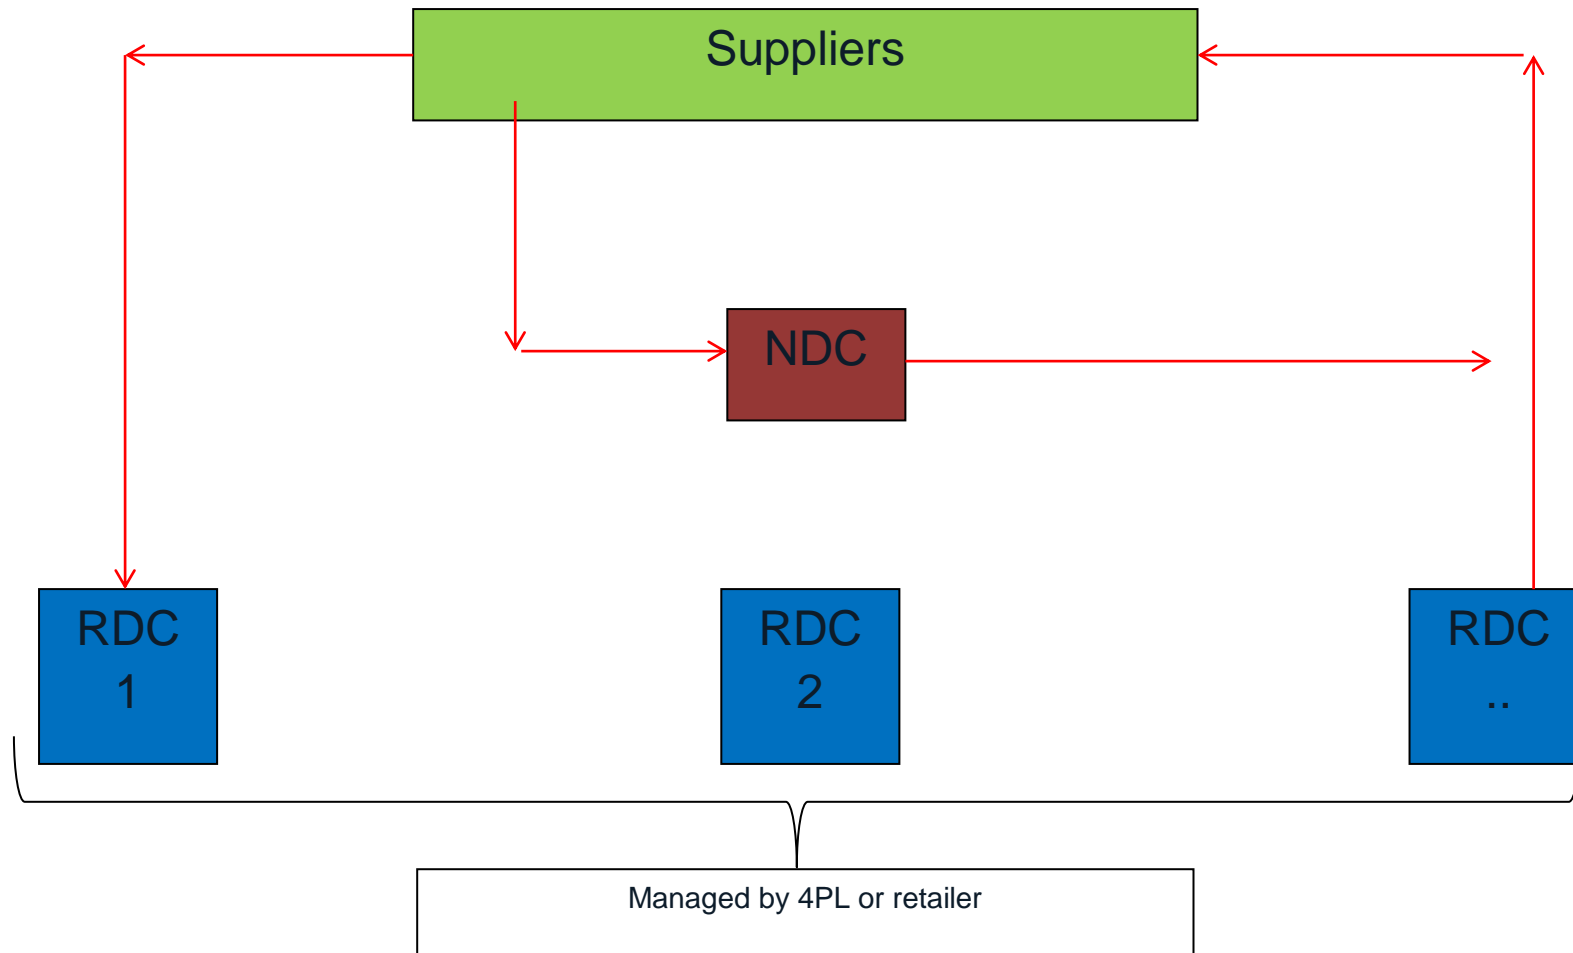 Suppliers
NDC
RDC
1
RDC
2
RDC
..
Managed by 4PL or retailer